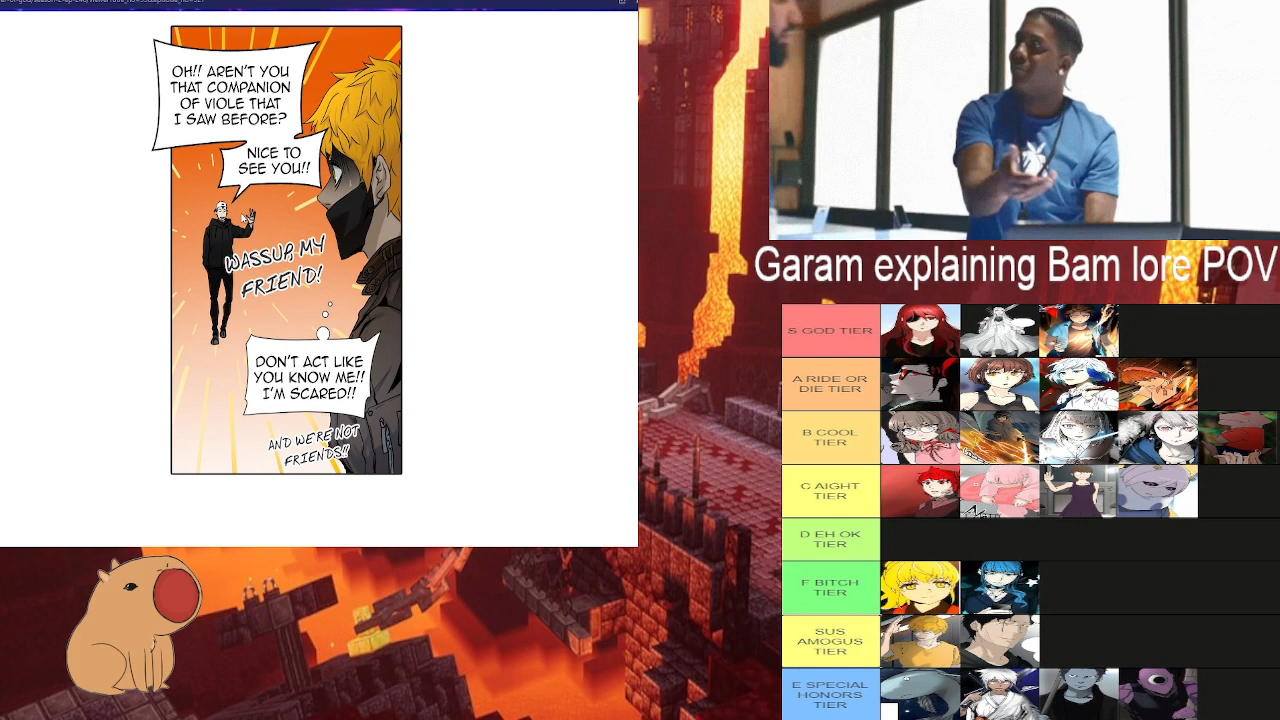 OH!! AREN'T YOU
THAT COMPANION
OF VIOLE THAT
I SAW BEFORE?
NICE TO
SEE YOU!!
WASSUP, MY
FRIEND!
DON'T ACT LIKE
YOU KNOW ME!!
I'M SCARED!!
AND WE'RE NOT
FRIENDS!!
Garam explaining Bam lore POV
S GOD TIER
A RIDE OR
DIE TIER
B COOL
TIER
C AIGHT
TIER
D EH OK
TIER
F BITCH
TIER
SUS
AMOGUS
TIER
E SPECIAL
HONORS
TIER